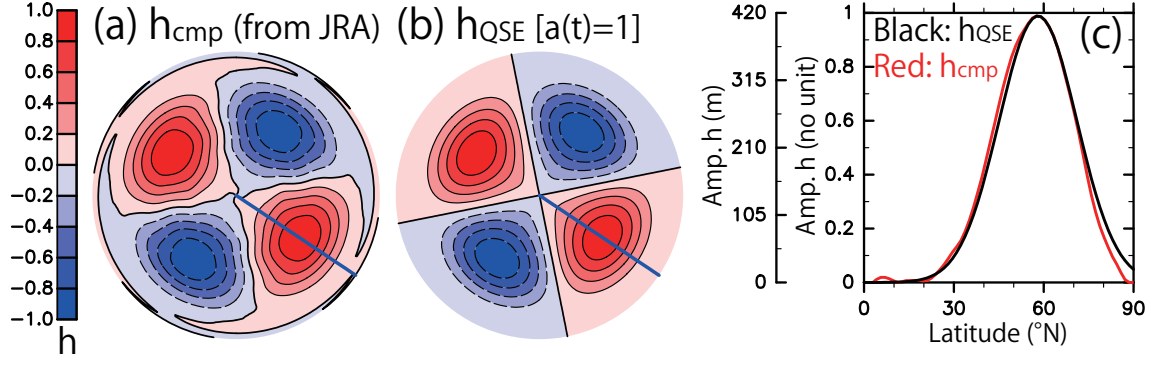 (a) hcmp (from JRA)
(b) hQSE [a(t)=1]
(c)
1.0
0.8
0.6
0.4
0.2
0.0
−0.2
−0.4
−0.6
−0.8
−1.0
h
Amp. h (m)
420
315
210
105
0
Amp. h (no unit)
1
0.8
0.6
0.4
0.2
0
Black: hQSE
Red: hcmp
0 30 60 90
Latitude (°N)